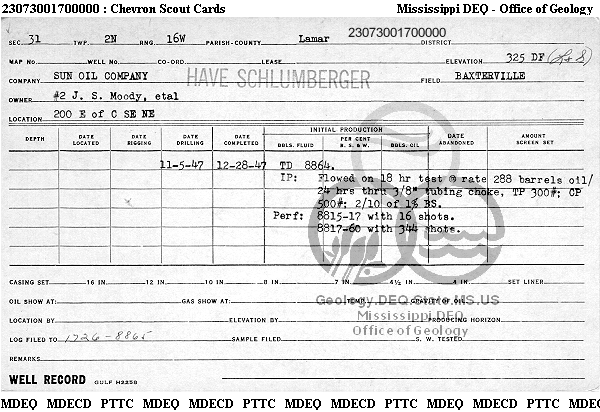 23073001700000 : Chevron Scout Cards Mississippi DEQ - Office of Geology
23073001700000
SEC. 31 TWP. 2N RNG. 16W PARISH-COUNTY Lamar DISTRICT
MAP NO. WELL NO. CO-ORD. LEASE ELEVATION 325 DF
COMPANY SUN OIL COMPANY HAVE SCHLUMBERGER FIELD BAXTERVILLE
OWNER #2 J. S. Moody, etal
LOCATION 200 E of C SE NE
DEPTH DATE LOCATED DATE RIGGING DATE DRILLING DATE COMPLETED INITIAL PRODUCTION BBLS. FLUID PER CENT B. S. & W. BBLS. OIL DATE ABANDONED AMOUNT SCREEN SET
11-5-47 12-28-47 TD 8864.
IP: Flowed on 18 hr test @ rate 288 barrels oil/
24 hrs thru 3/8" tubing choke, TP 300#; CP
500#; 2/10 of 1% BS.
Perf: 8815-17 with 16 shots.
8817-60 with 344 shots.
CASING SET 16 IN. 12 IN. 10 IN. 8 IN. 7 IN. 4½ IN. 4 IN. SET LINER
OIL SHOW AT: GAS SHOW AT: TEMP. GRAVITY OF OIL
Geology.DEQ.State.MS.US
LOCATION BY ELEVATION BY PRODUCING HORIZON
Mississippi DEQ
Office of Geology
LOG FILED TO 1726-8865 SAMPLE FILED S. W. TESTED
REMARKS
WELL RECORD GULF H2258
MDEQ MDECD PTTC MDEQ MDECD PTTC MDEQ MDECD PTTC MDEQ MDECD PTTC MDEQ